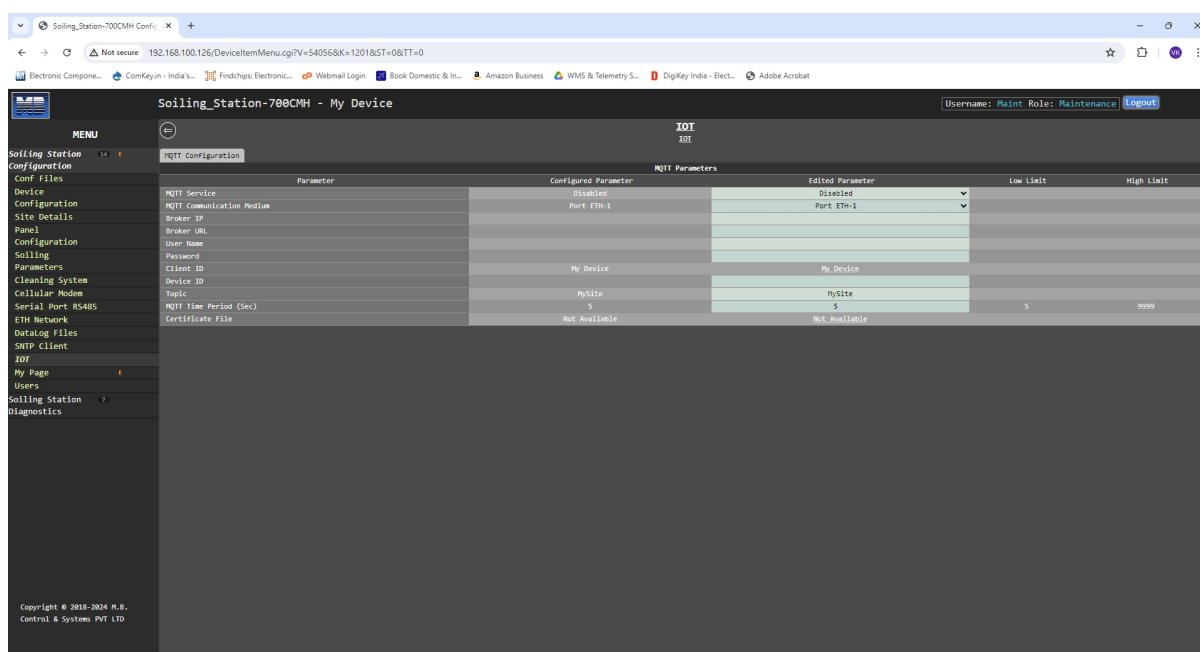 Soiling_Station-700CMH Config
Not secure 192.168.100.126/DeviceItemMenu.cgi?V=54056&K=1201&ST=0&TT=0
VK
Electronic Compone... ComKey.in - India's... Findchips: Electronic... Webmail Login Book Domestic & In... Amazon Business WMS & Telemetry S... DigiKey India - Elect... Adobe Acrobat
Soiling_Station-700CMH - My Device
Username: Maint Role: Maintenance Logout
MENU
IOT
IOT
Soiling Station 14 E
Configuration
Conf Files
Device
Configuration
Site Details
Panel
Configuration
Soiling
Parameters
Cleaning System
Cellular Modem
Serial Port RS485
ETH Network
DataLog Files
SNTP Client
IOT
My Page E
Users
Soiling Station 7
Diagnostics
MQTT Configuration
MQTT Parameters
Parameter Configured Parameter Edited Parameter Low Limit High Limit
MQTT Service Disabled Disabled
MQTT Communication Medium Port ETH-1 Port ETH-1
Broker IP
Broker URL
User Name
Password
Client ID My Device My Device
Device ID
Topic MySite MySite
MQTT Time Period (Sec) 5 5 5 9999
Certificate File Not Available Not Available
Copyright © 2018-2024 M.B.
Control & Systems PVT LTD